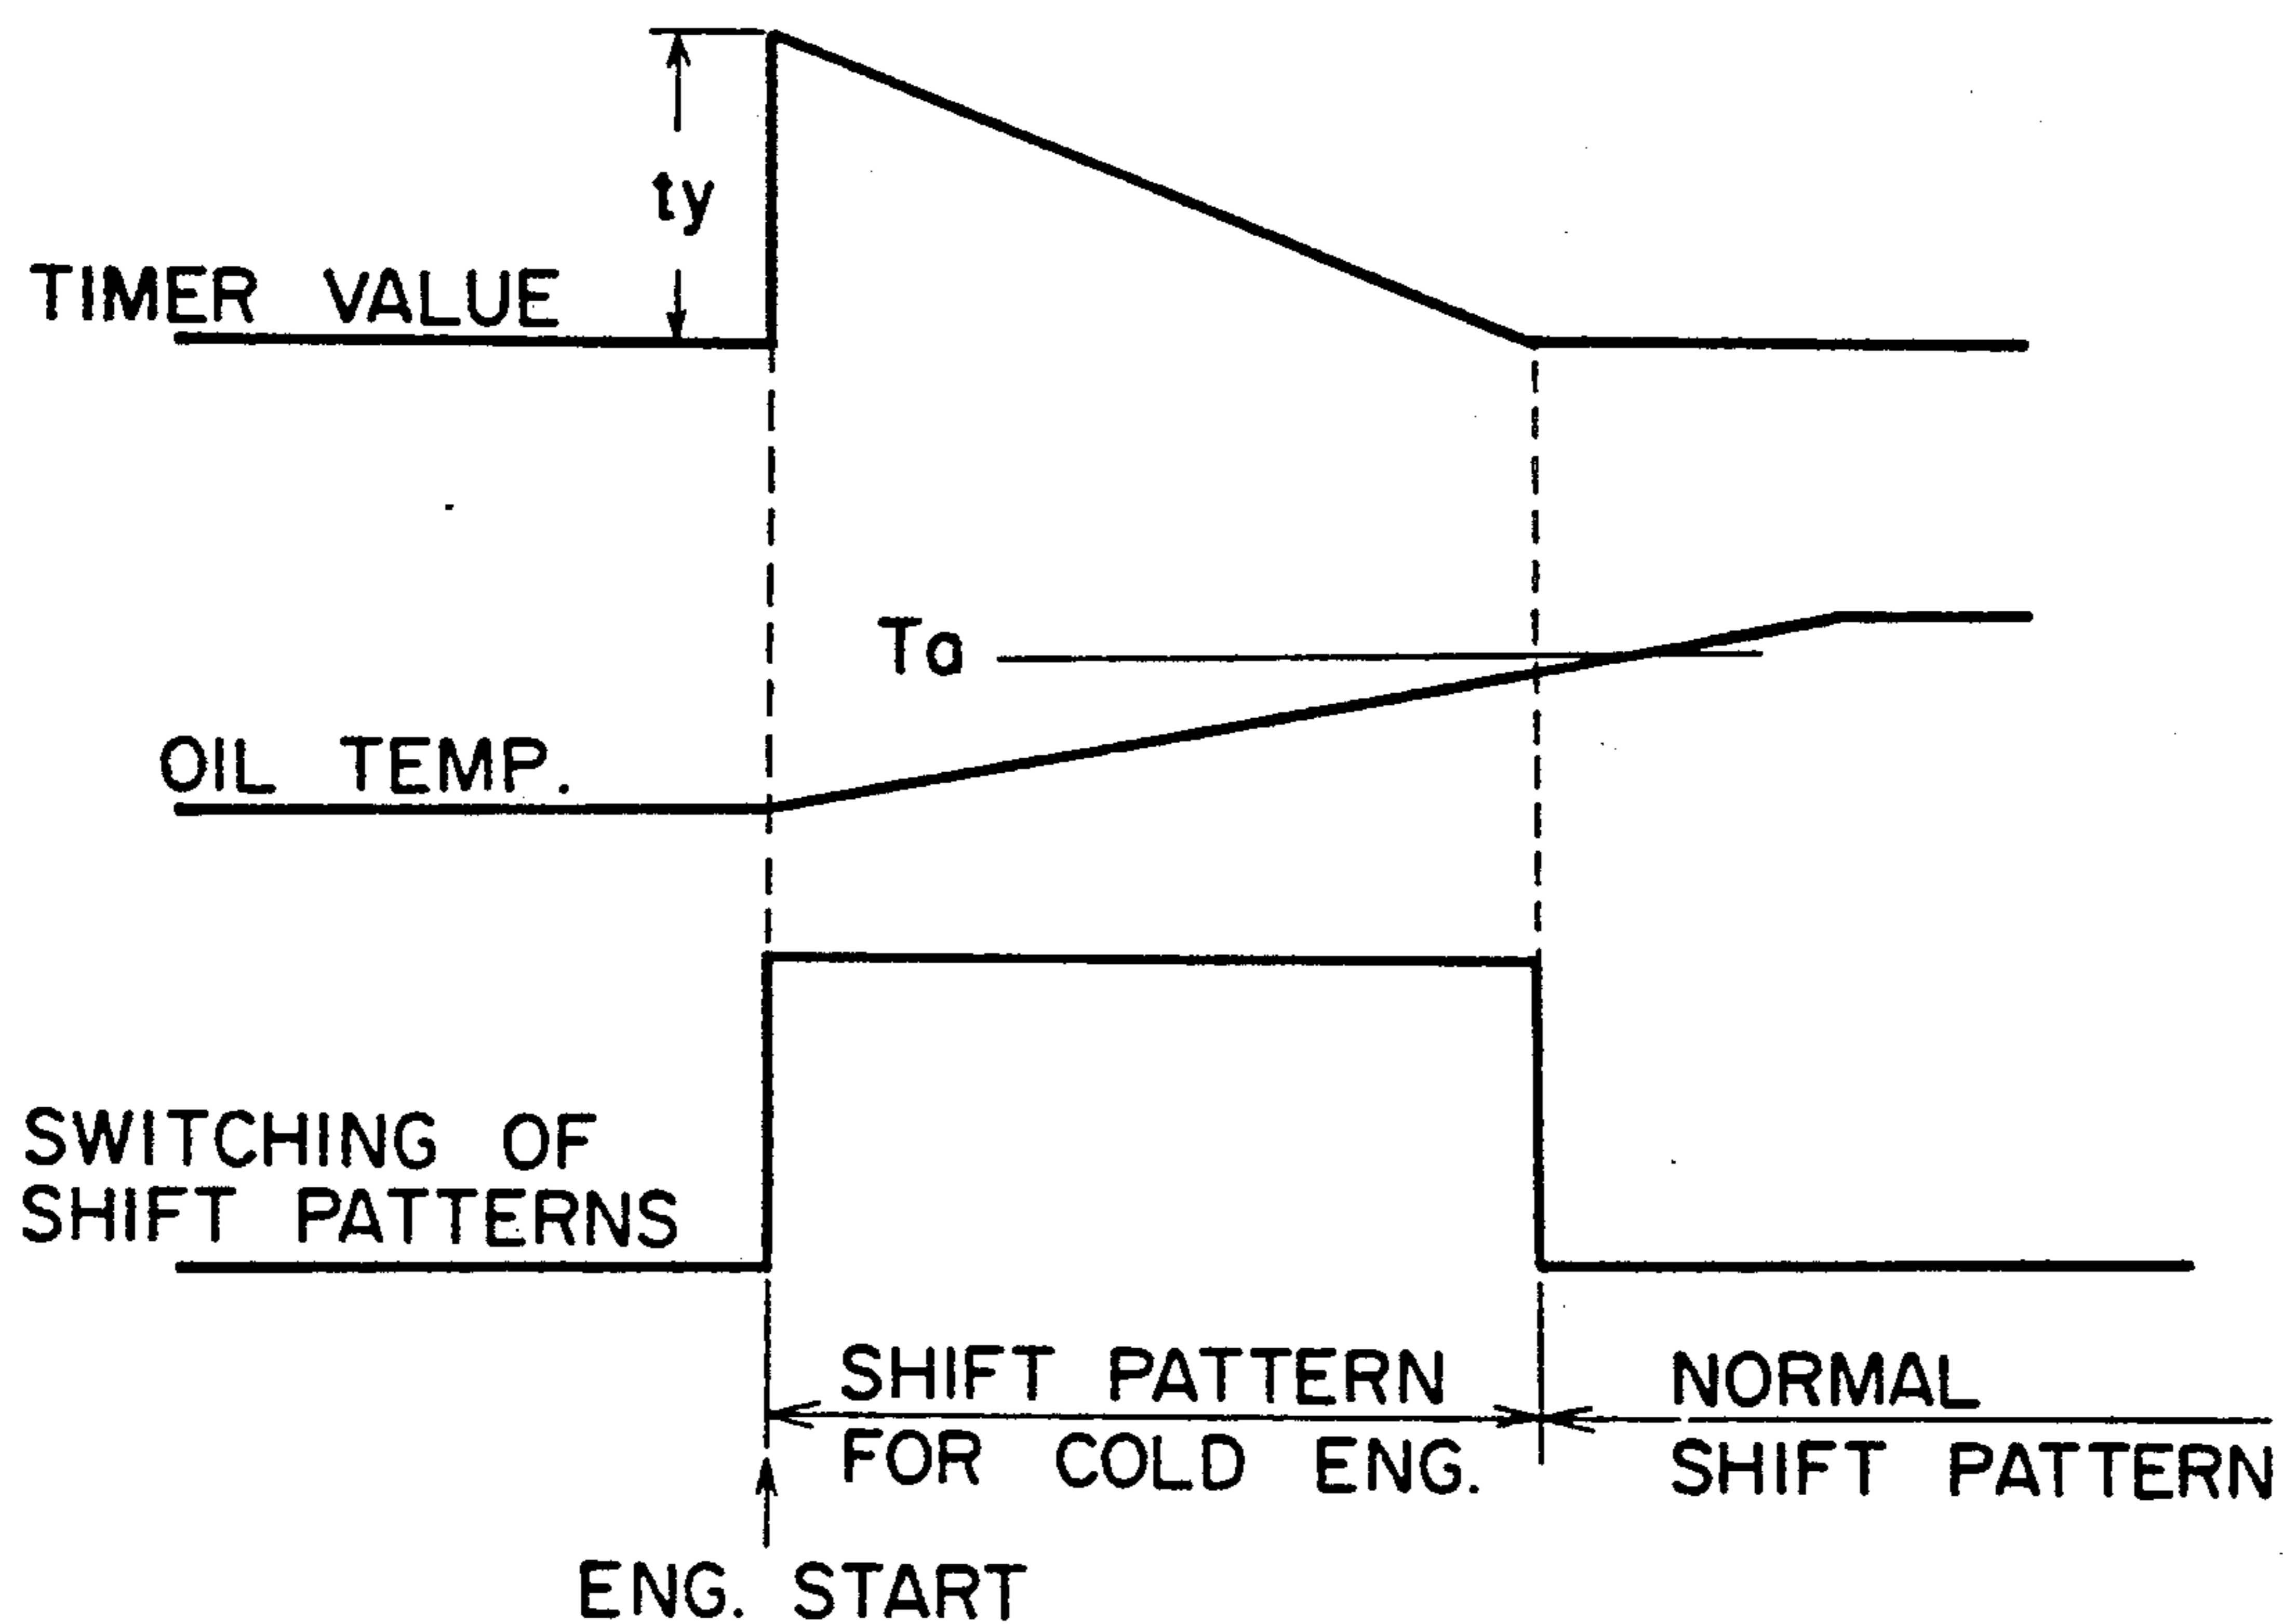 ty
TIMER VALUE
Ta
OIL TEMP.
SWITCHING OF
SHIFT PATTERNS
SHIFT PATTERN
FOR COLD ENG.
NORMAL
SHIFT PATTERN
ENG. START